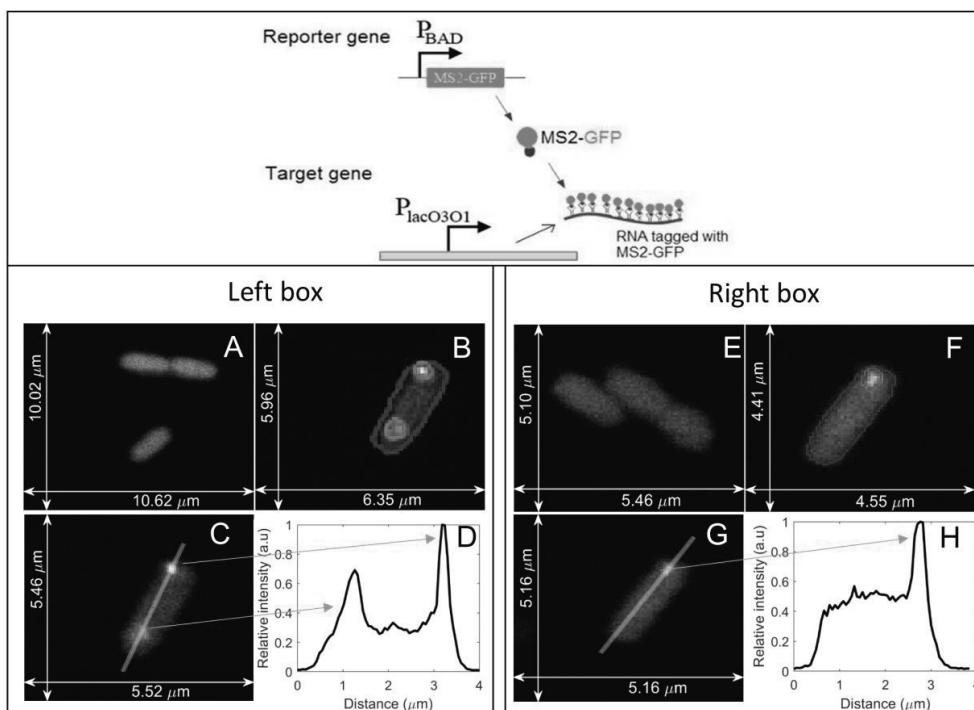 Reporter gene
P
BAD
MS2-GFP
MS2-GFP
Target gene
P
lacO3O1
RNA tagged with
MS2-GFP
Left box
Right box
A
10.02 µm
10.62 µm
B
5.96 µm
6.35 µm
C
5.46 µm
5.52 µm
D
Relative intensity (a.u)
1
0.8
0.6
0.4
0.2
0
0 1 2 3 4
Distance (µm)
E
5.10 µm
5.46 µm
F
4.41 µm
4.55 µm
G
5.16 µm
5.16 µm
H
Relative intensity (a.u)
1
0.8
0.6
0.4
0.2
0
0 1 2 3 4
Distance (µm)